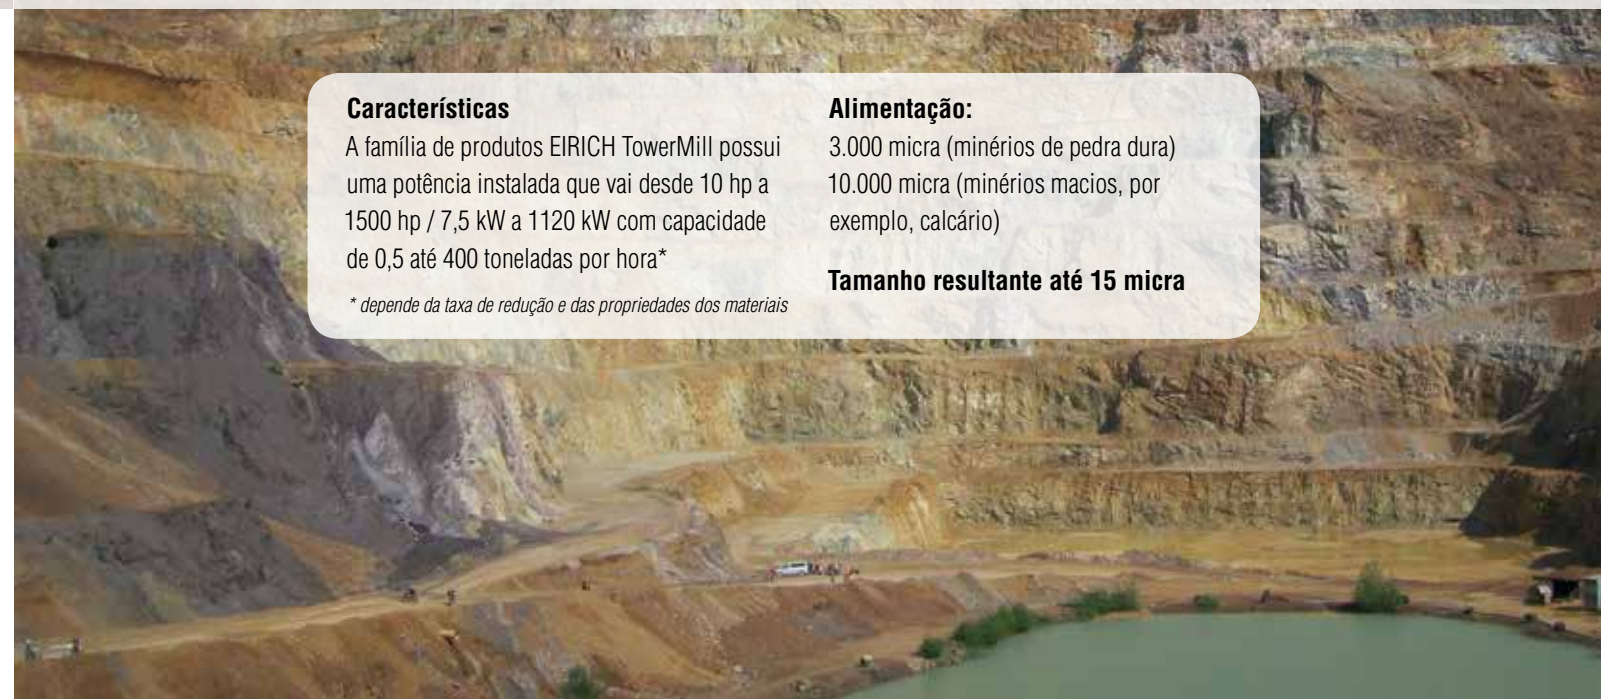 Características
A família de produtos EIRICH TowerMill possui
uma potência instalada que vai desde 10 hp a
1500 hp / 7,5 kW a 1120 kW com capacidade
de 0,5 até 400 toneladas por hora*
* depende da taxa de redução e das propriedades dos materiais
Alimentação:
3.000 micra (minérios de pedra dura)
10.000 micra (minérios macios, por
exemplo, calcário)
Tamanho resultante até 15 micra